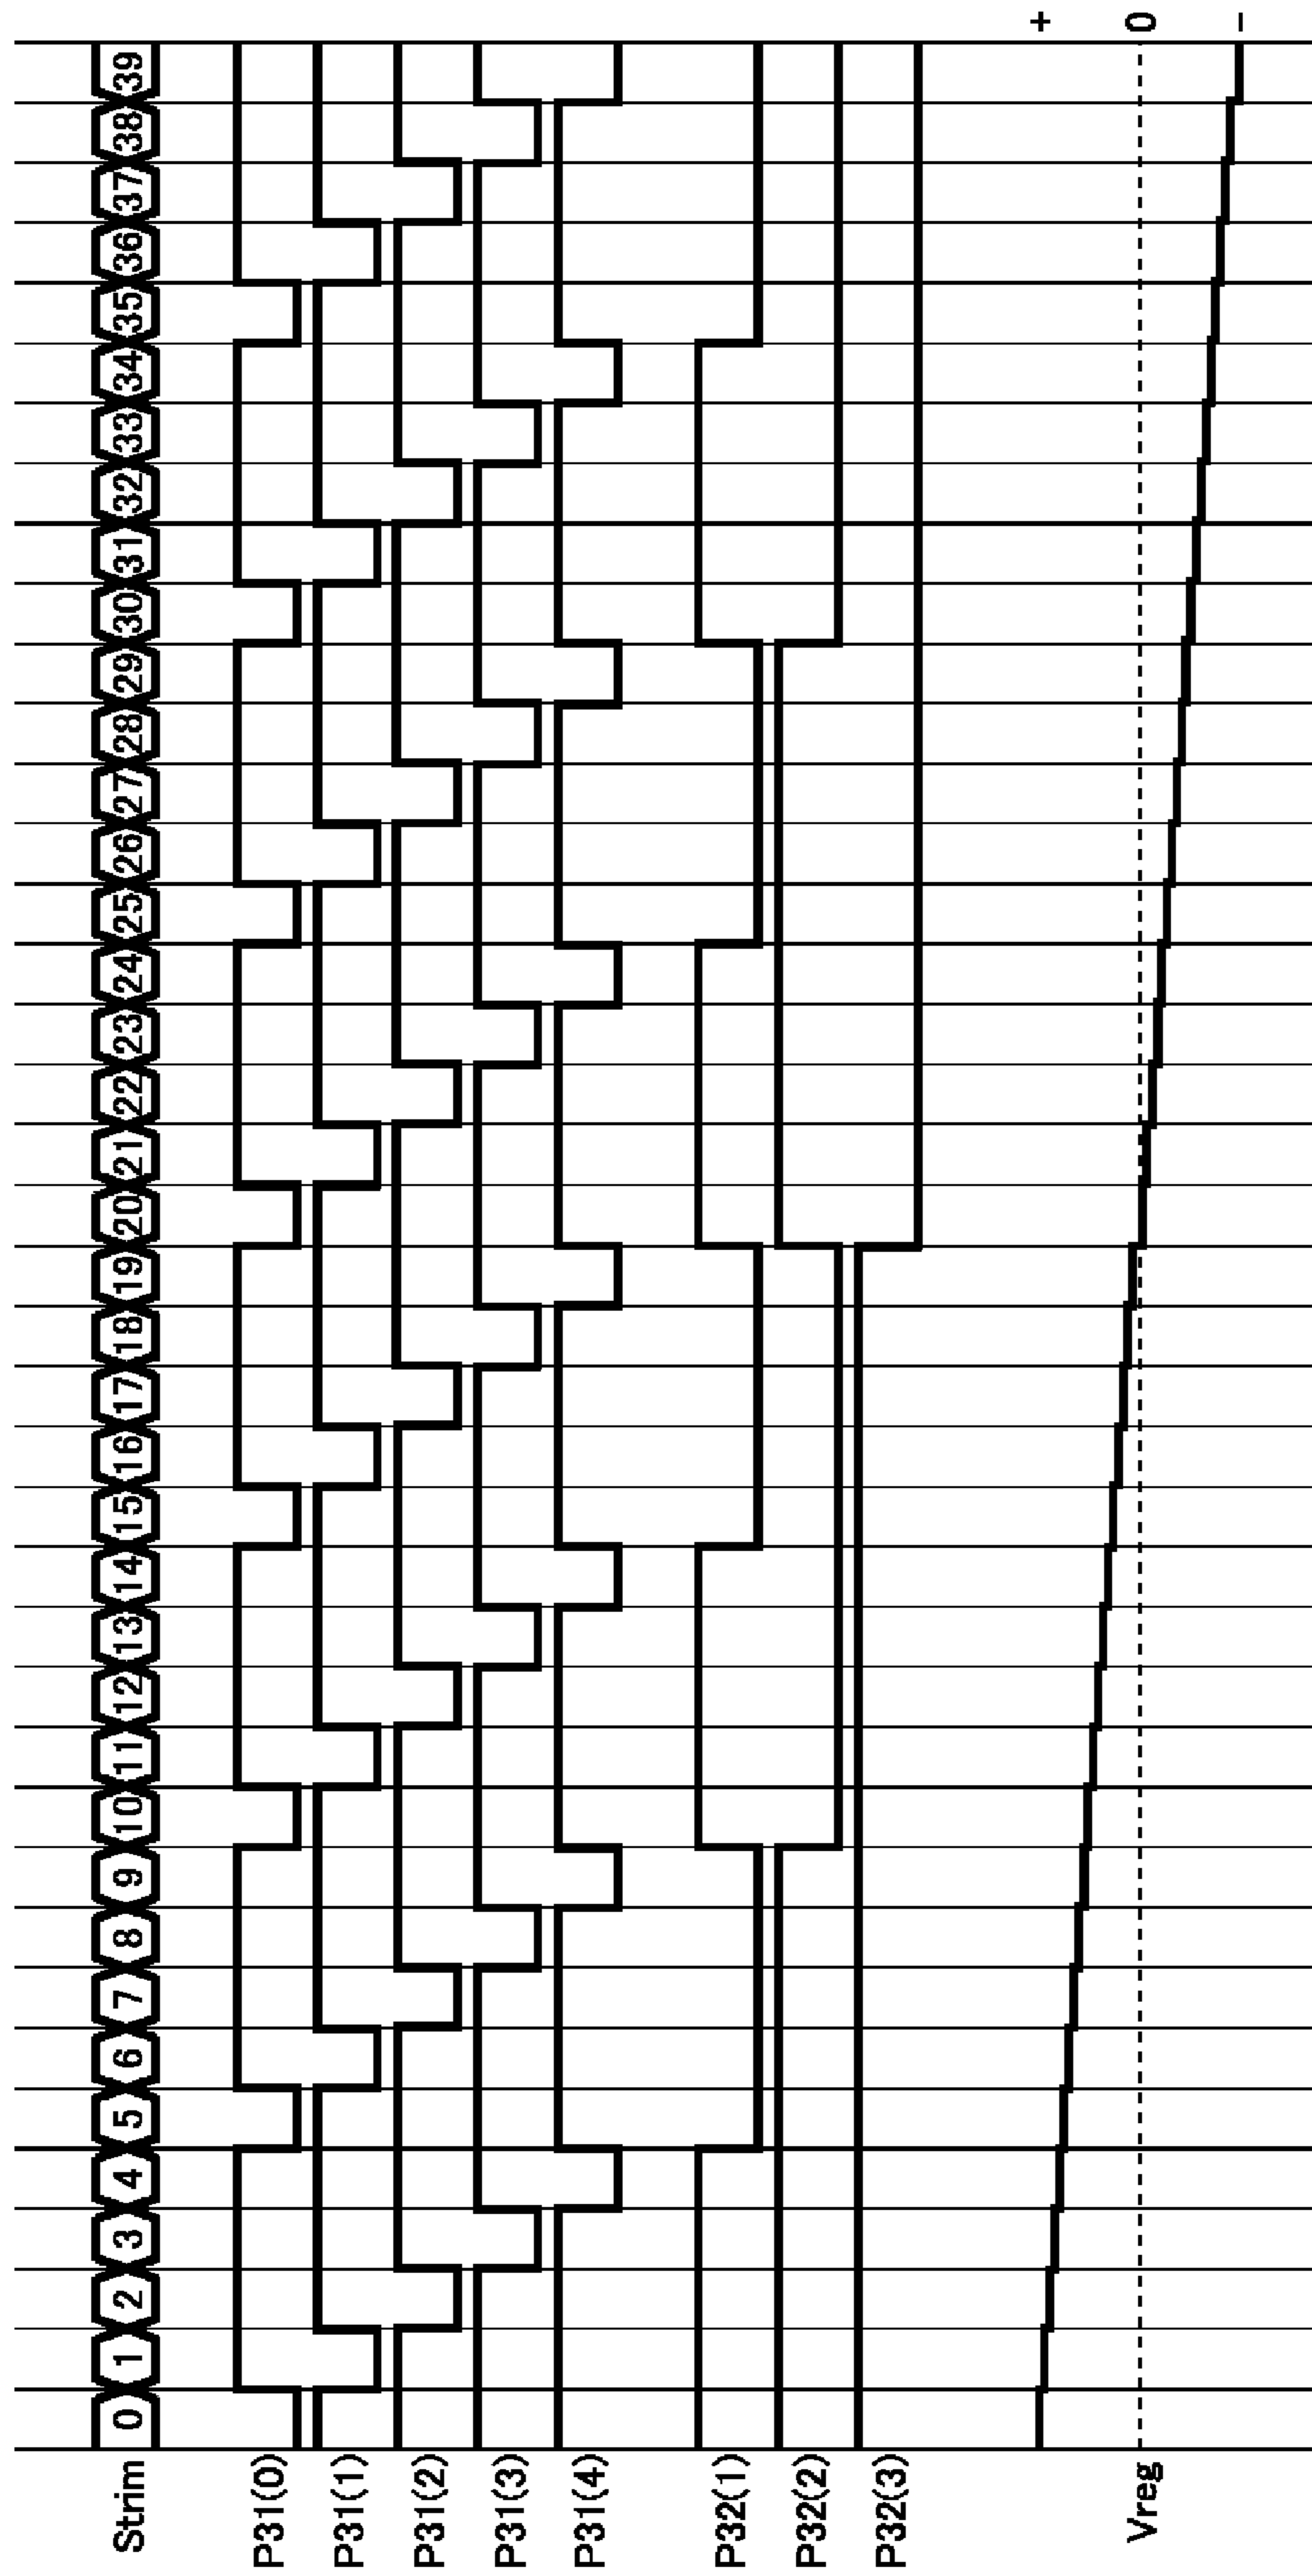 Strim 0 1 2 3 4 5 6 7 8 9 10 11 12 13 14 15 16 17 18 19 20 21 22 23 24 25 26 27 28 29 30 31 32 33 34 35 36 37 38 39
P31(0)
P31(1)
P31(2)
P31(3)
P31(4)
P32(1)
P32(2)
P32(3)
+
Vreg 0
−